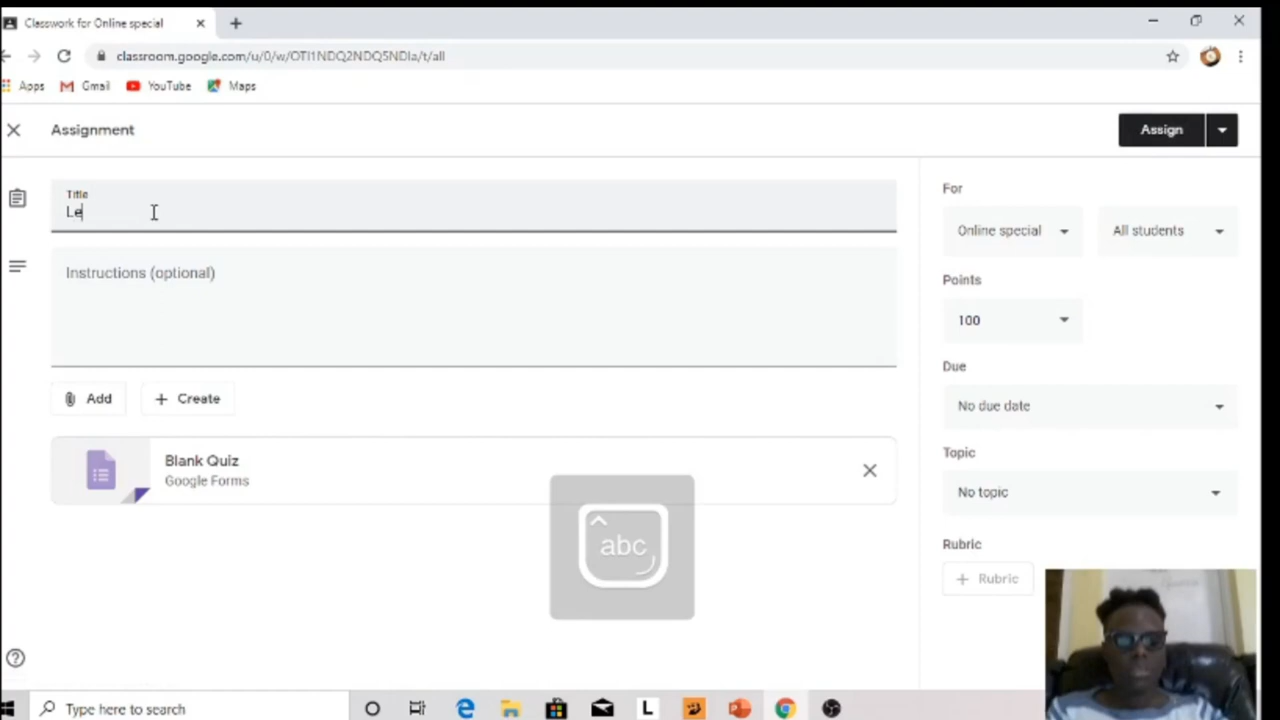 Classwork for Online special
classroom.google.com/u/0/w/OTI1NDQ2NDQ5NDIa/t/all
Apps Gmail YouTube Maps
Assignment
Assign
Title
Le
Instructions (optional)
Add Create
Blank Quiz
Google Forms
For
Online special All students
Points
100
Due
No due date
Topic
No topic
Rubric
Rubric
abc
Type here to search